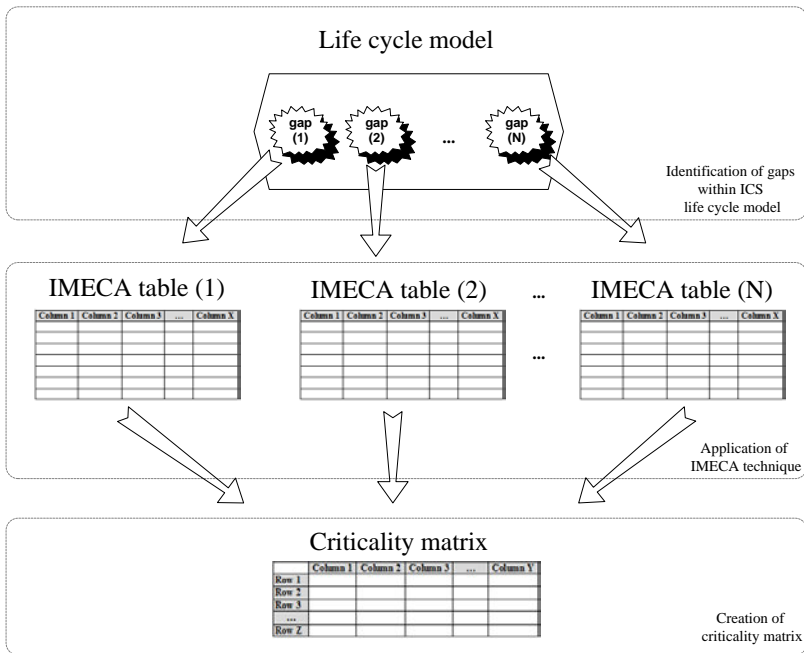 Life cycle model
gap
(1)
gap
(2)
...
gap
(N)
Identification of gaps
within ICS
life cycle model
IMECA table (1)
IMECA table (2)
...
IMECA table (N)
Column 1 Column 2 Column 3 .... Column X
Column 1 Column 2 Column 3 .... Column X
...
Column 1 Column 2 Column 3 .... Column X
Application of
IMECA technique
Criticality matrix
Column 1 Column 2 Column 3 ... Column Y
Row 1
Row 2
Row 3
...
Row Z
Creation of
criticality matrix